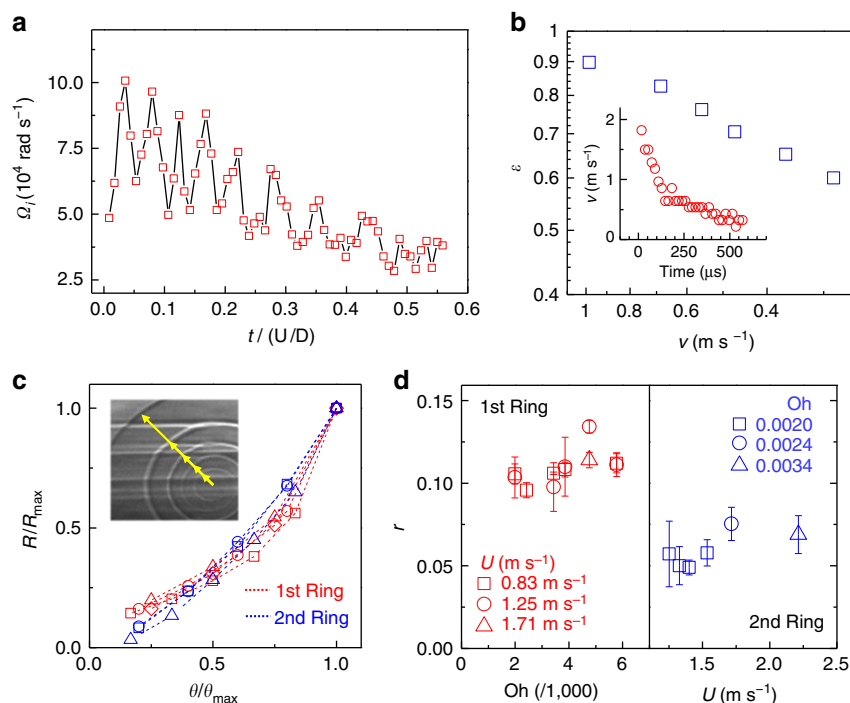 a
10.0
7.5
5.0
2.5
Ω_i (10⁴ rad s⁻¹)
0.0 0.1 0.2 0.3 0.4 0.5 0.6
t / (U/D)
b
1
0.9
0.8
0.7
0.6
0.5
0.4
ε
1 0.8 0.6 0.4
v (m s ⁻¹)
2
1
0
v (m s⁻¹)
0 250 500
Time (μs)
c
1.0
0.5
0.0
R/R_max
0.0 0.5 1.0
θ/θ_max
1st Ring
2nd Ring
d
0.15
0.10
0.05
0.00
r
1st Ring
U (m s⁻¹)
0.83 m s⁻¹
1.25 m s⁻¹
1.71 m s⁻¹
0 2 4 6
Oh (/1,000)
Oh
0.0020
0.0024
0.0034
2nd Ring
1.5 2.0 2.5
U (m s⁻¹)